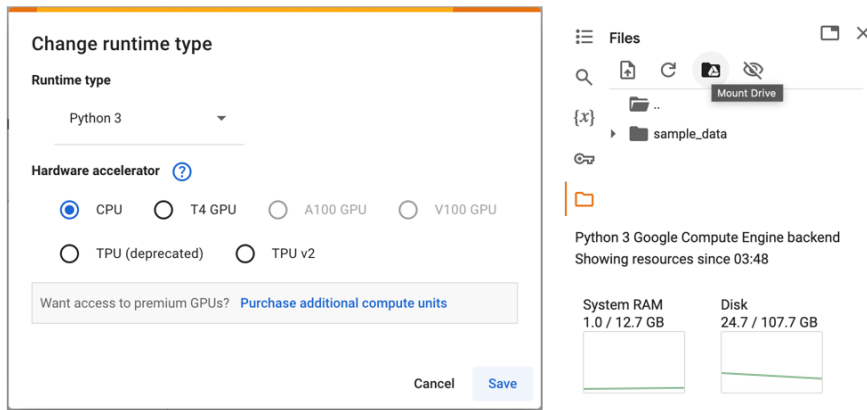 Change runtime type
Runtime type
Python 3
Hardware accelerator ?
CPU T4 GPU A100 GPU V100 GPU
TPU (deprecated) TPU v2
Want access to premium GPUs? Purchase additional compute units
Cancel Save
Files
Mount Drive
..
{x}
sample_data
Python 3 Google Compute Engine backend
Showing resources since 03:48
System RAM
1.0 / 12.7 GB
Disk
24.7 / 107.7 GB